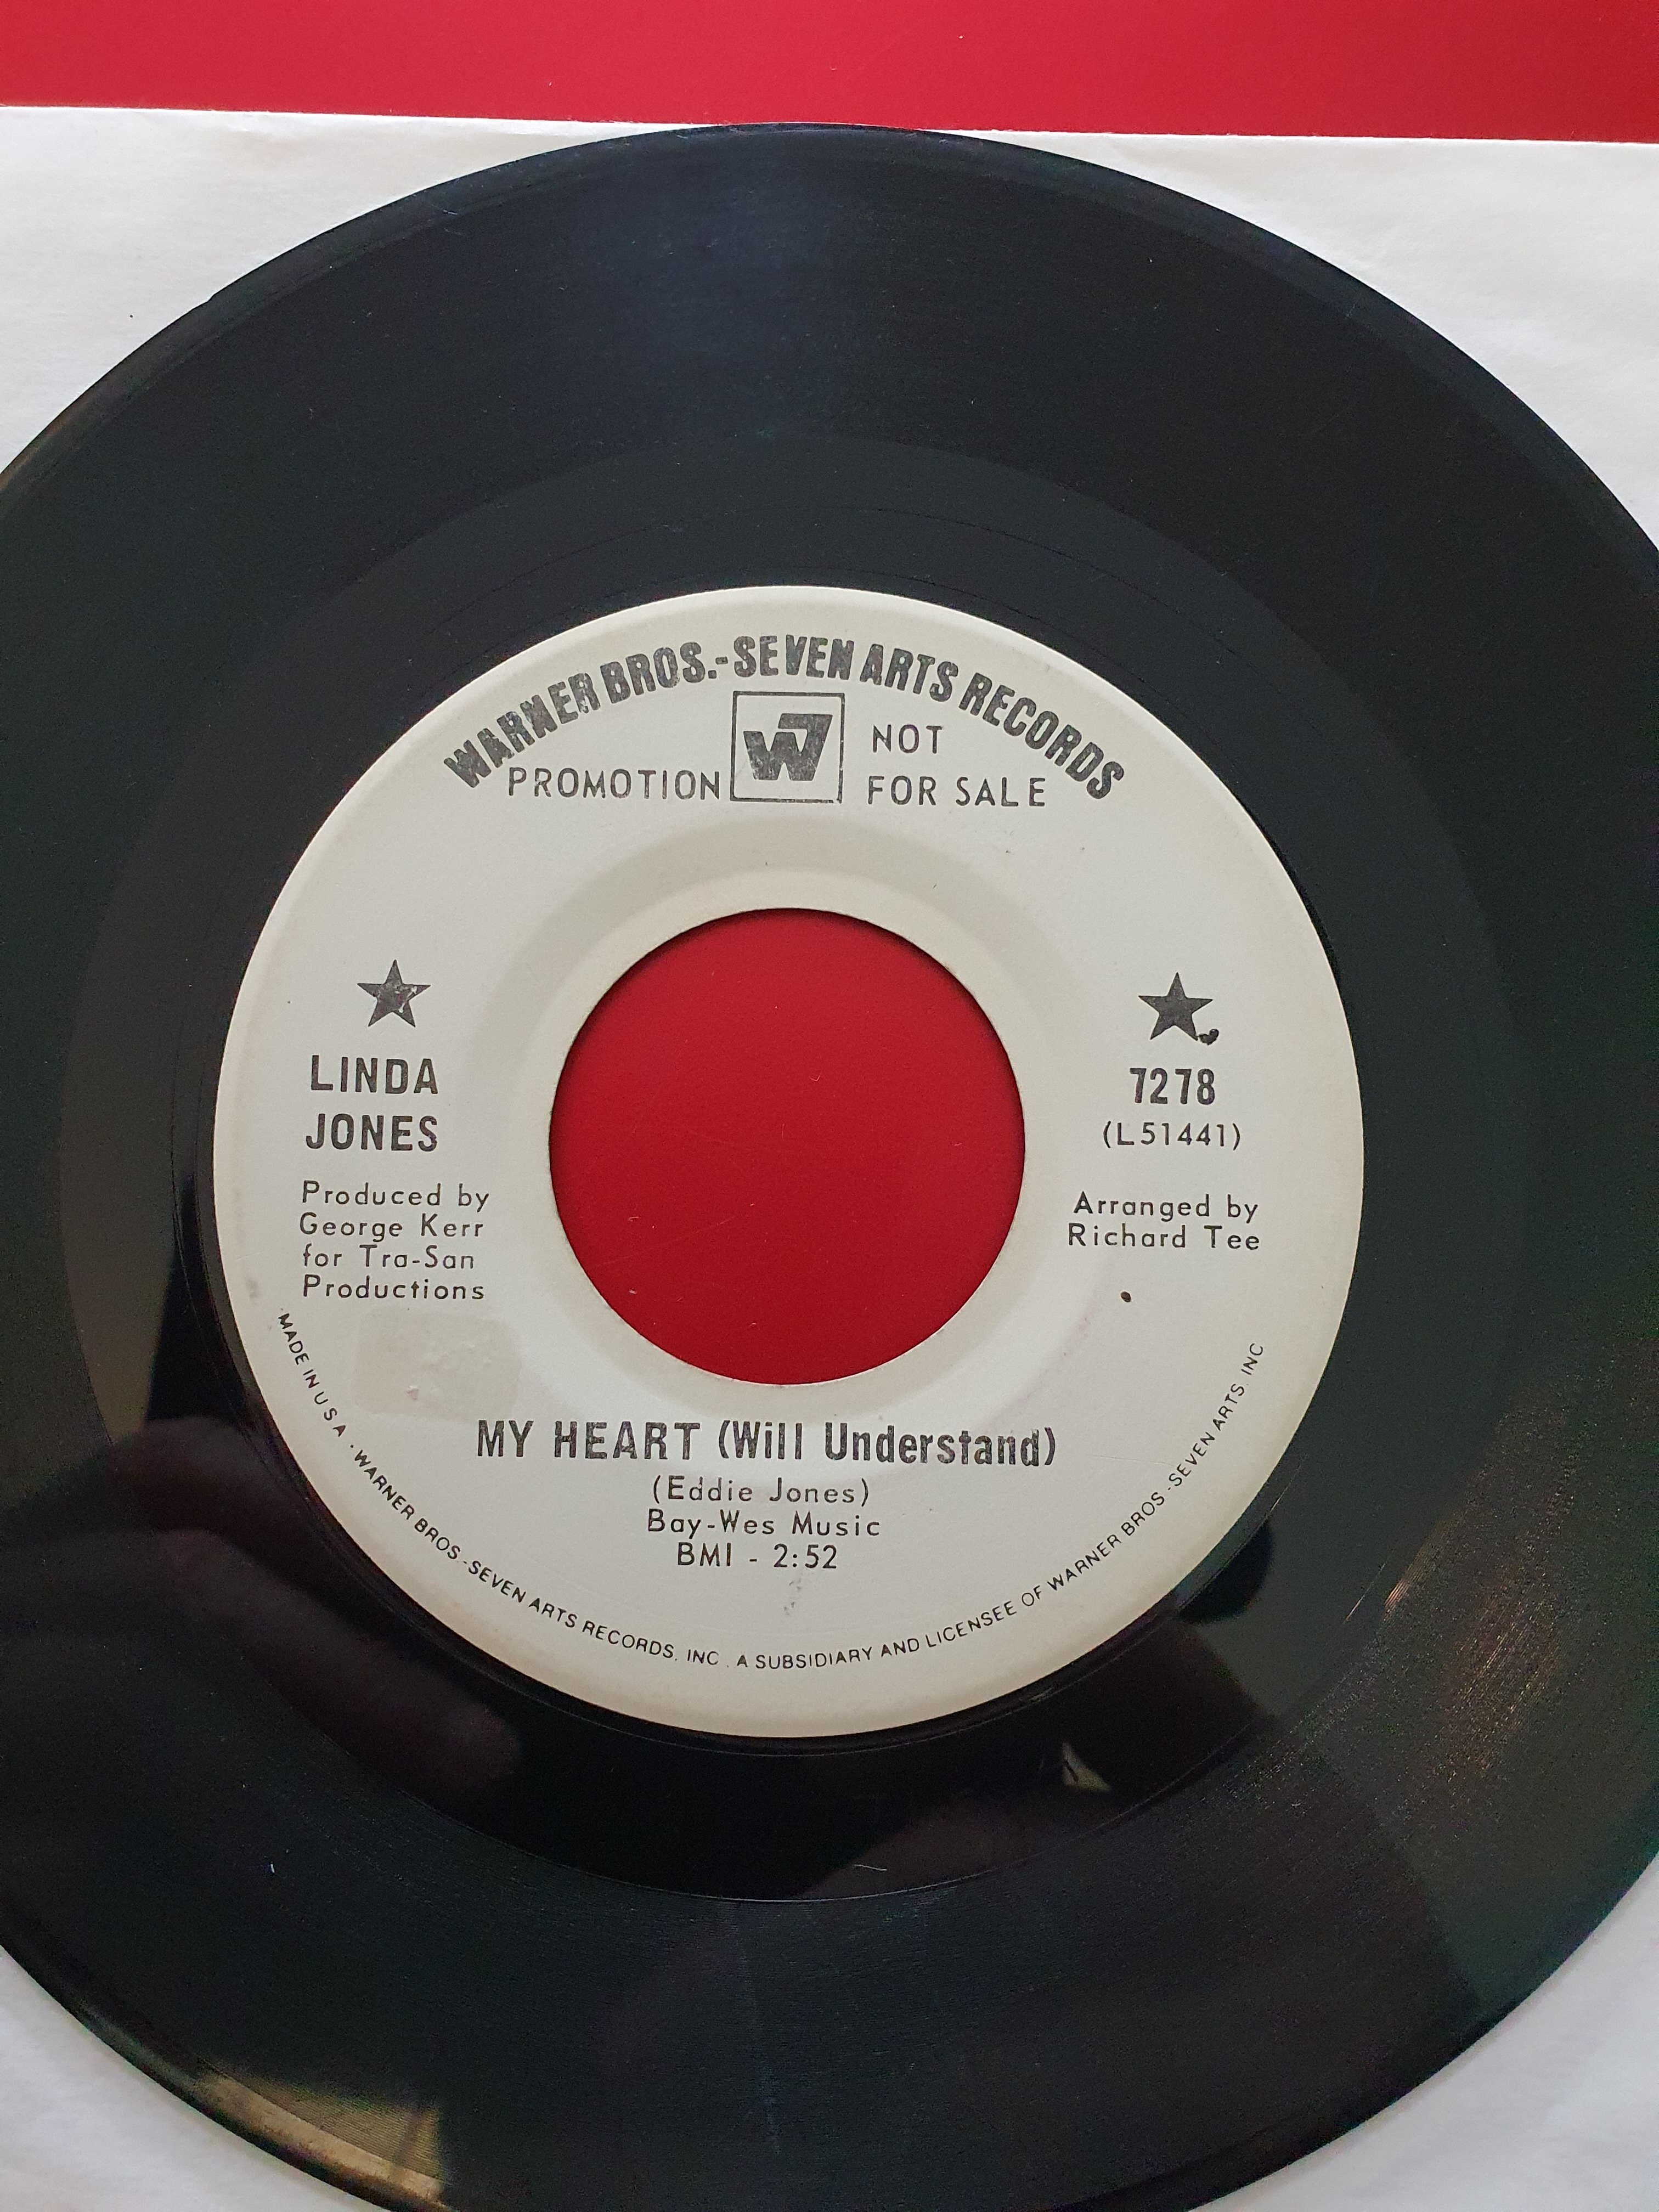 WARNER BROS.-SEVEN ARTS RECORDS
PROMOTION W7 NOT
FOR SALE
LINDA
JONES
Produced by
George Kerr
for Tra-San
Productions
7278
(L51441)
Arranged by
Richard Tee
MY HEART (Will Understand)
(Eddie Jones)
Bay-Wes Music
BMI - 2:52
MADE IN U S A . WARNER BROS.-SEVEN ARTS RECORDS, INC . A SUBSIDIARY AND LICENSEE OF WARNER BROS.-SEVEN ARTS, INC